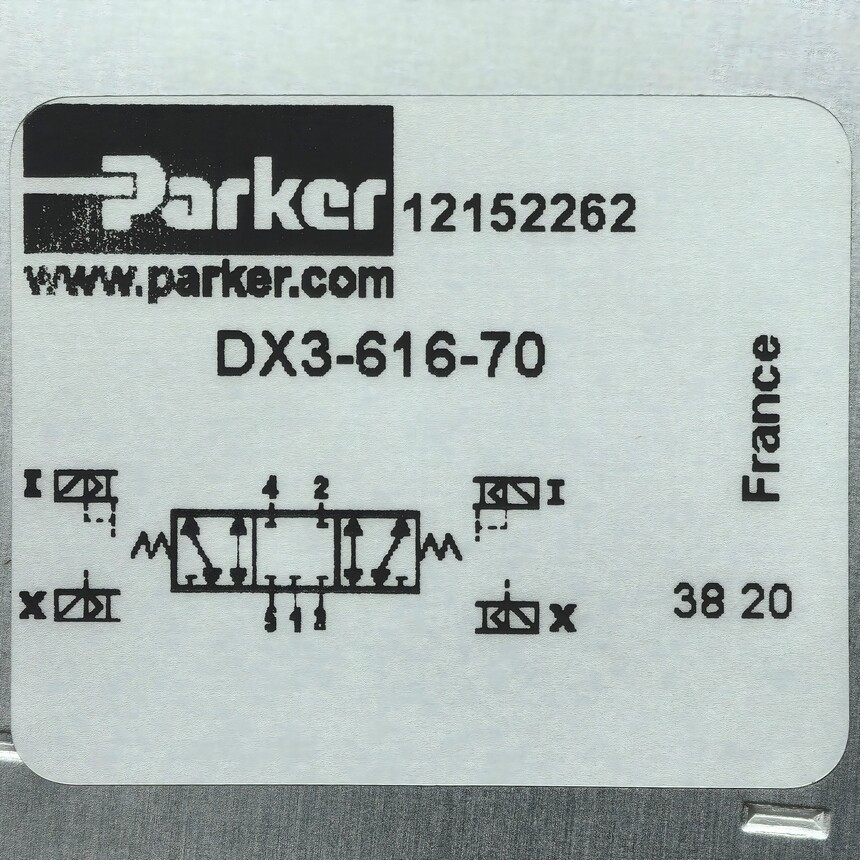 Parker 12152262
www.parker.com
DX3-616-70
France
I
4 2
I
X
5 1 3
X
38 20